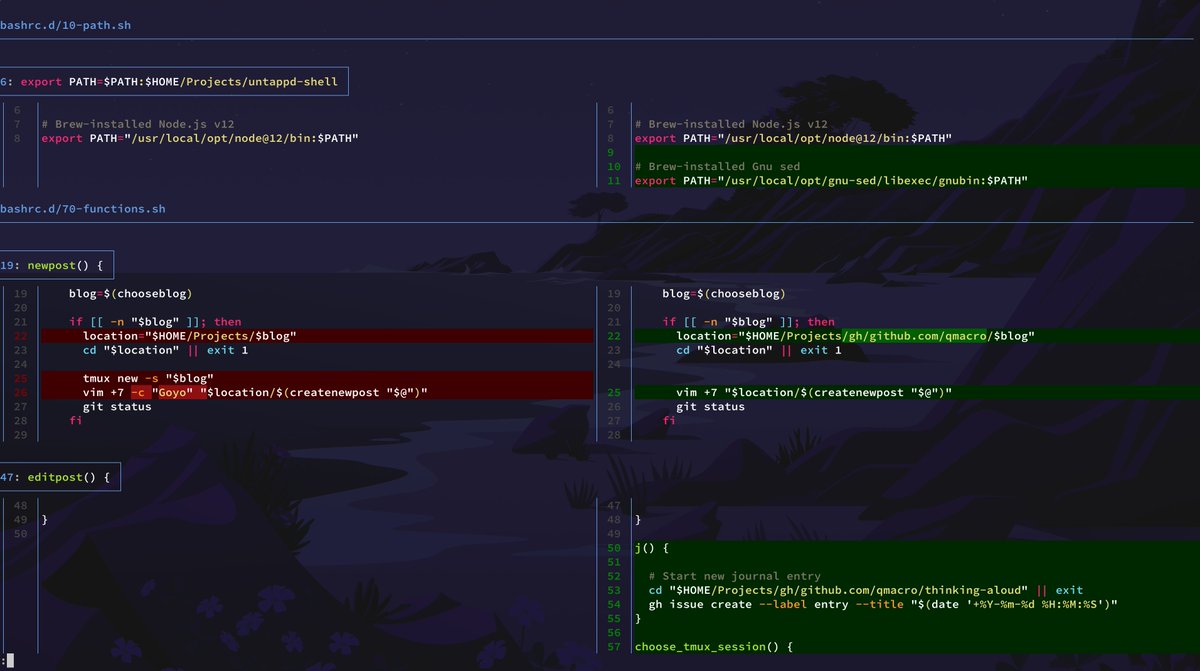 bashrc.d/10-path.sh
6: export PATH=$PATH:$HOME/Projects/untappd-shell
6
7 # Brew-installed Node.js v12
8 export PATH="/usr/local/opt/node@12/bin:$PATH"
6
7 # Brew-installed Node.js v12
8 export PATH="/usr/local/opt/node@12/bin:$PATH"
9
10 # Brew-installed Gnu sed
11 export PATH="/usr/local/opt/gnu-sed/libexec/gnubin:$PATH"
bashrc.d/70-functions.sh
19: newpost() {
19 blog=$(chooseblog)
20
21 if [[ -n "$blog" ]]; then
22 location="$HOME/Projects/$blog"
23 cd "$location" || exit 1
24
25 tmux new -s "$blog"
26 vim +7 -c "Goyo" "$location/$(createnewpost "$@")"
27 git status
28 fi
29
19 blog=$(chooseblog)
20
21 if [[ -n "$blog" ]]; then
22 location="$HOME/Projects/gh/github.com/qmacro/$blog"
23 cd "$location" || exit 1
24
25 vim +7 "$location/$(createnewpost "$@")"
26 git status
27 fi
28
47: editpost() {
48
49 }
50
47
48 }
49
50 j() {
51
52 # Start new journal entry
53 cd "$HOME/Projects/gh/github.com/qmacro/thinking-aloud" || exit
54 gh issue create --label entry --title "$(date '+%Y-%m-%d %H:%M:%S')"
55 }
56
57 choose_tmux_session() {
: